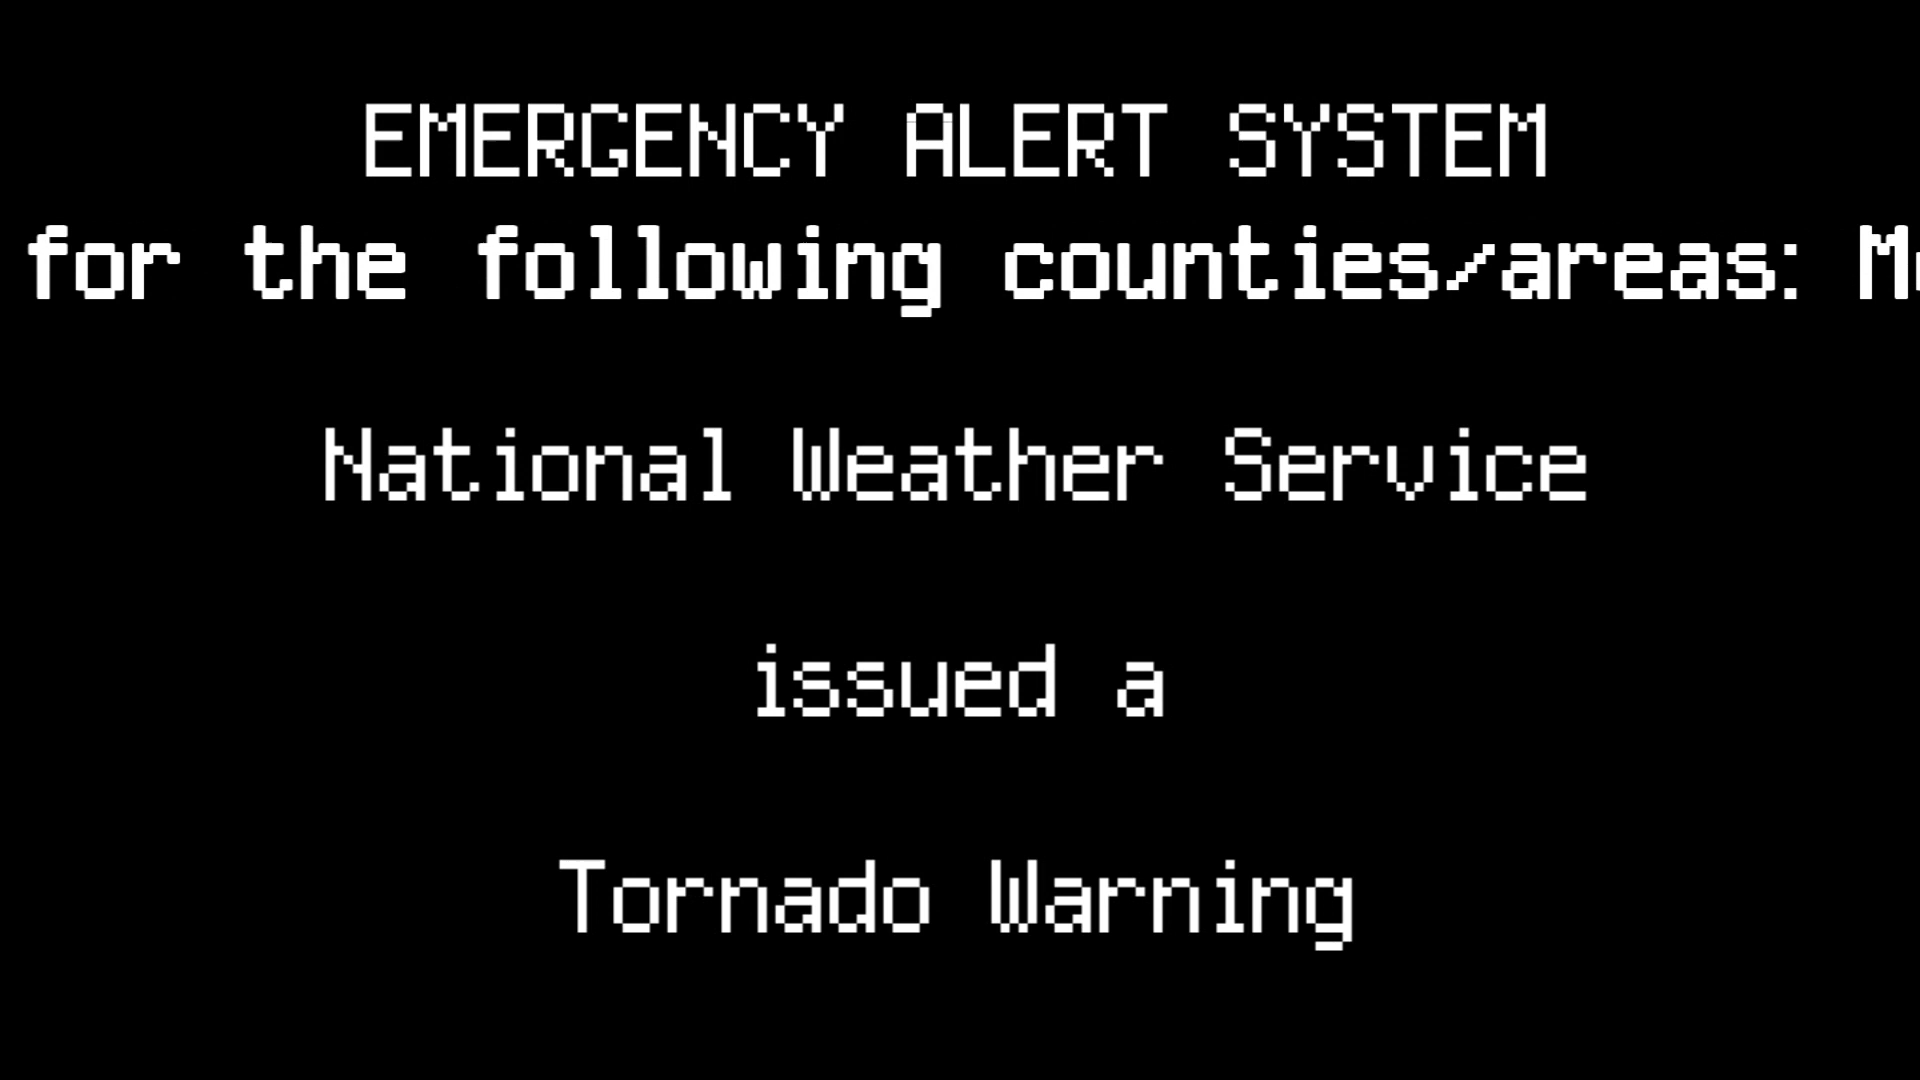 EMERGENCY ALERT SYSTEM
for the following counties/areas:
National Weather Service
issued a
Tornado Warning